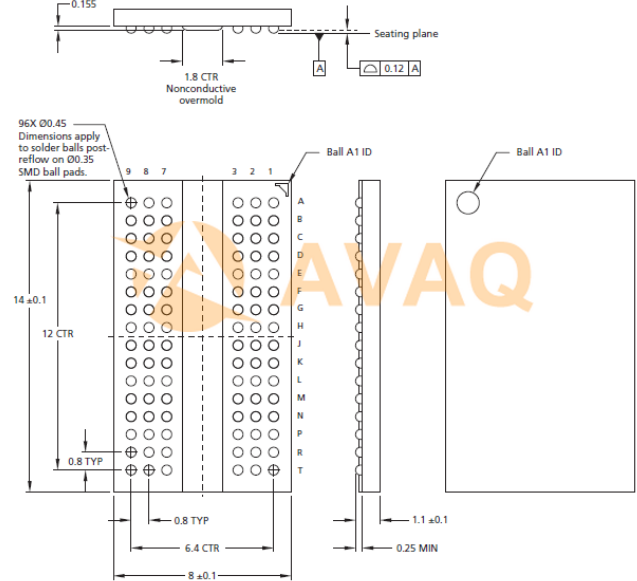 0.155
Seating plane
A
0.12 A
1.8 CTR
Nonconductive
overmold
96X Ø0.45
Dimensions apply
to solder balls post-
reflow on Ø0.35
SMD ball pads.
Ball A1 ID
Ball A1 ID
9 8 7 3 2 1
A
B
C
D
E
F
G
H
J
K
L
M
N
P
R
T
14 ±0.1
12 CTR
0.8 TYP
AVAQ
0.8 TYP
1.1 ±0.1
6.4 CTR
0.25 MIN
8 ±0.1